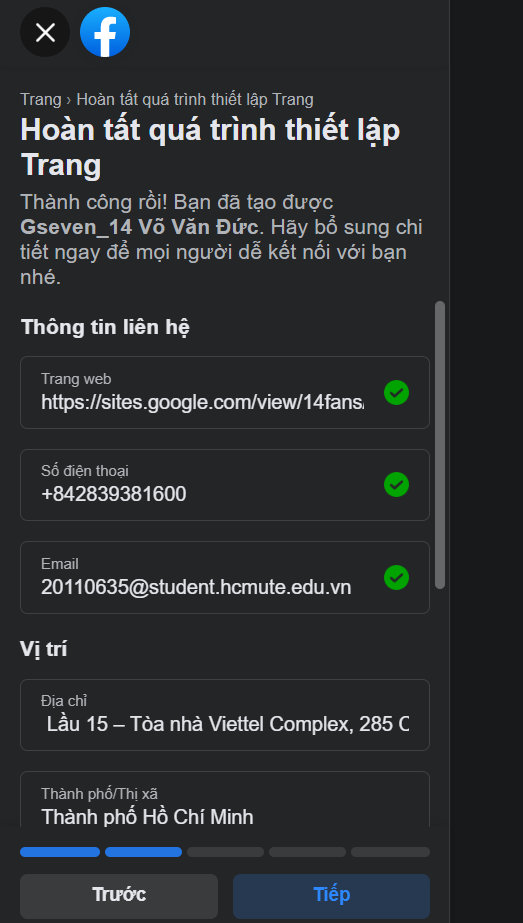 Trang › Hoàn tất quá trình thiết lập Trang
Hoàn tất quá trình thiết lập
Trang
Thành công rồi! Bạn đã tạo được
Gseven_14 Võ Văn Đức. Hãy bổ sung chi
tiết ngay để mọi người dễ kết nối với bạn
nhé.
Thông tin liên hệ
Trang web
https://sites.google.com/view/14fans
Số điện thoại
+842839381600
Email
20110635@student.hcmute.edu.vn
Vị trí
Địa chỉ
Lầu 15 – Tòa nhà Viettel Complex, 285 C
Thành phố/Thị xã
Thành phố Hồ Chí Minh
Trước
Tiếp